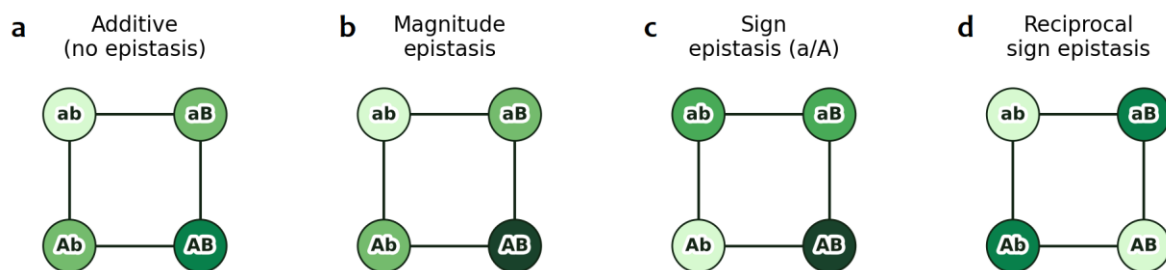 a
Additive
(no epistasis)
ab
aB
Ab
AB
b
Magnitude
epistasis
ab
aB
Ab
AB
c
Sign
epistasis (a/A)
ab
aB
Ab
AB
d
Reciprocal
sign epistasis
ab
aB
Ab
AB